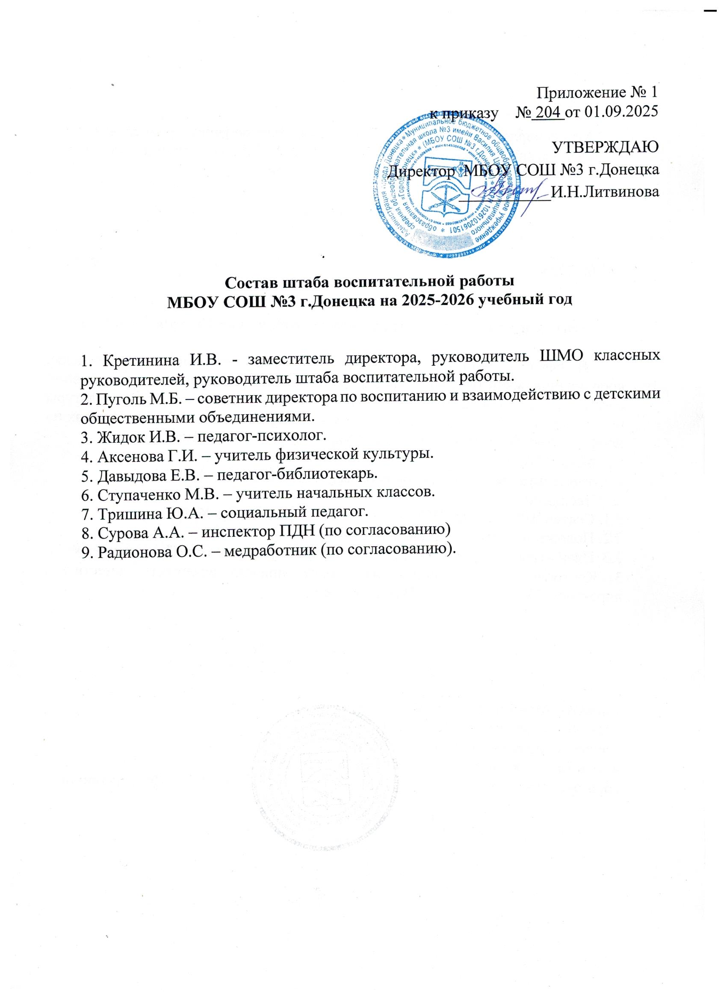 Приложение № 1
к приказу № 204 от 01.09.2025
УТВЕРЖДАЮ
Директор МБОУ СОШ №3 г.Донецка
И.Н.Литвинова
Муниципальное бюджетное общеобразовательное учреждение
средняя общеобразовательная школа №3 имени Василия Цветкова муниципального
образования «Город Донецк» * (МБОУ СОШ №3 г.Донецка) * ОГРН 1026102061501 *
Администрация города Донецка *
ИНН 6145006688
Состав штаба воспитательной работы
МБОУ СОШ №3 г.Донецка на 2025-2026 учебный год
1. Кретинина И.В. - заместитель директора, руководитель ШМО классных
руководителей, руководитель штаба воспитательной работы.
2. Пуголь М.Б. – советник директора по воспитанию и взаимодействию с детскими
общественными объединениями.
3. Жидок И.В. – педагог-психолог.
4. Аксенова Г.И. – учитель физической культуры.
5. Давыдова Е.В. – педагог-библиотекарь.
6. Ступаченко М.В. – учитель начальных классов.
7. Тришина Ю.А. – социальный педагог.
8. Сурова А.А. – инспектор ПДН (по согласованию)
9. Радионова О.С. – медработник (по согласованию).